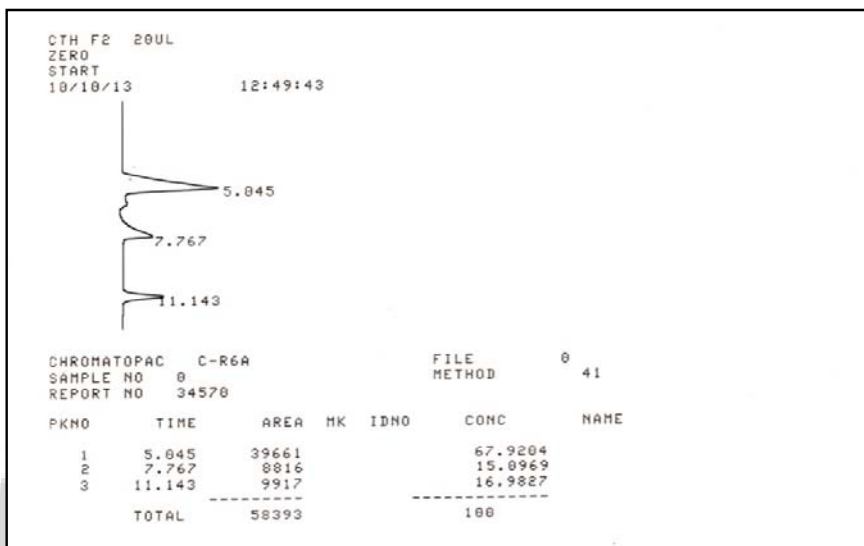 CTH F2 20UL
ZERO
START
10/10/13 12:49:43
5.045
7.767
11.143
CHROMATOPAC C-R6A FILE 0
SAMPLE NO 0 METHOD 41
REPORT NO 34570
PKNO TIME AREA MK IDNO CONC NAME
1 5.045 39661 67.9204
2 7.767 8816 15.0969
3 11.143 9917 16.9827
TOTAL 58393 100